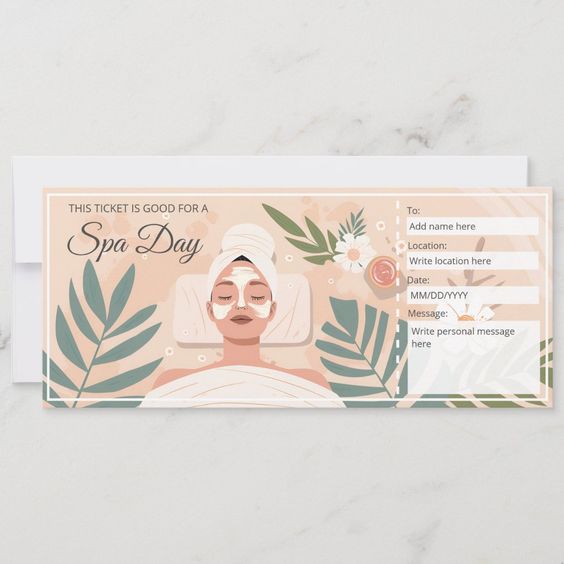 THIS TICKET IS GOOD FOR A
Spa Day
To:
Add name here
Location:
Write location here
Date:
MM/DD/YYYY
Message:
Write personal message
here